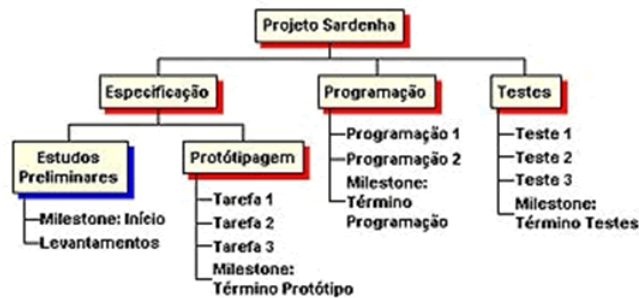 Projeto Sardenha
Especificação
Programação
Testes
Estudos
Preliminares
Protótipagem
Milestone: Início
Levantamentos
Tarefa 1
Tarefa 2
Tarefa 3
Milestone:
Término Protótipo
Programação 1
Programação 2
Milestone:
Término
Programação
Teste 1
Teste 2
Teste 3
Milestone:
Término Testes